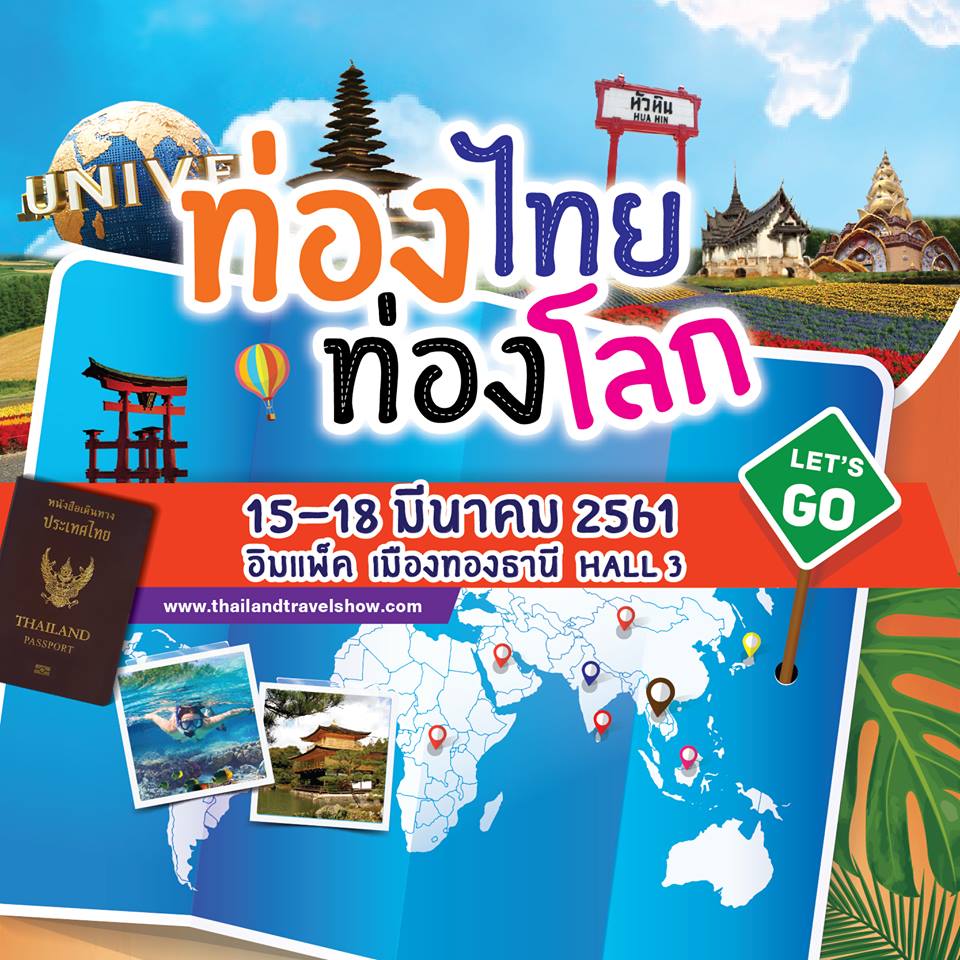 UNIVE
หัวหิน
HUA HIN
ท่องไทย
ท่องโลก
LET'S
GO
15-18 มีนาคม 2561
อิมแพ็ค เมืองทองธานี HALL 3
www.thailandtravelshow.com
หนังสือเดินทาง
ประเทศไทย
THAILAND
PASSPORT